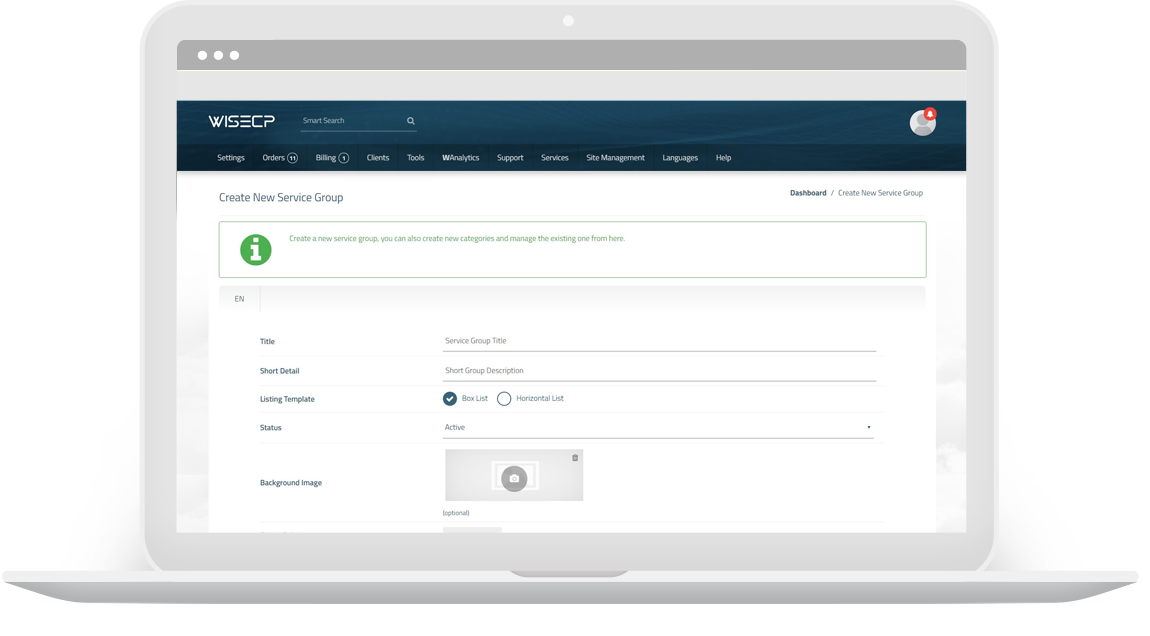 WISECP
Smart Search
Settings Orders 11 Billing 1 Clients Tools WAnalytics Support Services Site Management Languages Help
Create New Service Group
Dashboard / Create New Service Group
Create a new service group, you can also create new categories and manage the existing one from here.
EN
Title Service Group Title
Short Detail Short Group Description
Listing Template Box List Horizontal List
Status Active
Background Image
(optional)